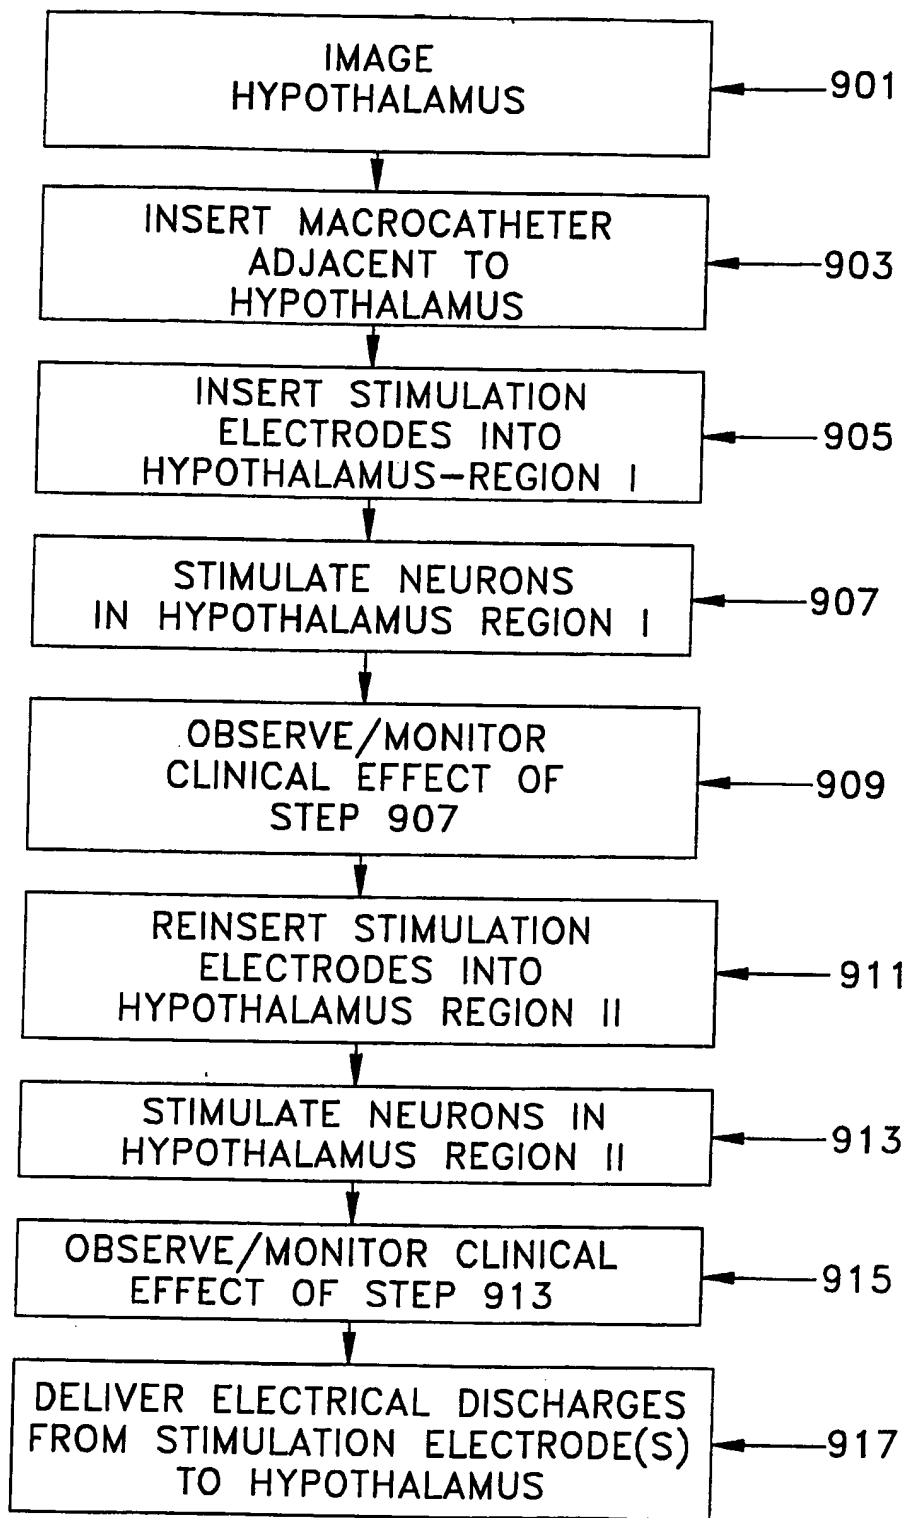 IMAGE
HYPOTHALAMUS
901
INSERT MACROCATHETER
ADJACENT TO
HYPOTHALAMUS
903
INSERT STIMULATION
ELECTRODES INTO
HYPOTHALAMUS-REGION I
905
STIMULATE NEURONS
IN HYPOTHALAMUS REGION I
907
OBSERVE/MONITOR
CLINICAL EFFECT OF
STEP 907
909
REINSERT STIMULATION
ELECTRODES INTO
HYPOTHALAMUS REGION II
911
STIMULATE NEURONS IN
HYPOTHALAMUS REGION II
913
OBSERVE/MONITOR CLINICAL
EFFECT OF STEP 913
915
DELIVER ELECTRICAL DISCHARGES
FROM STIMULATION ELECTRODE(S)
TO HYPOTHALAMUS
917